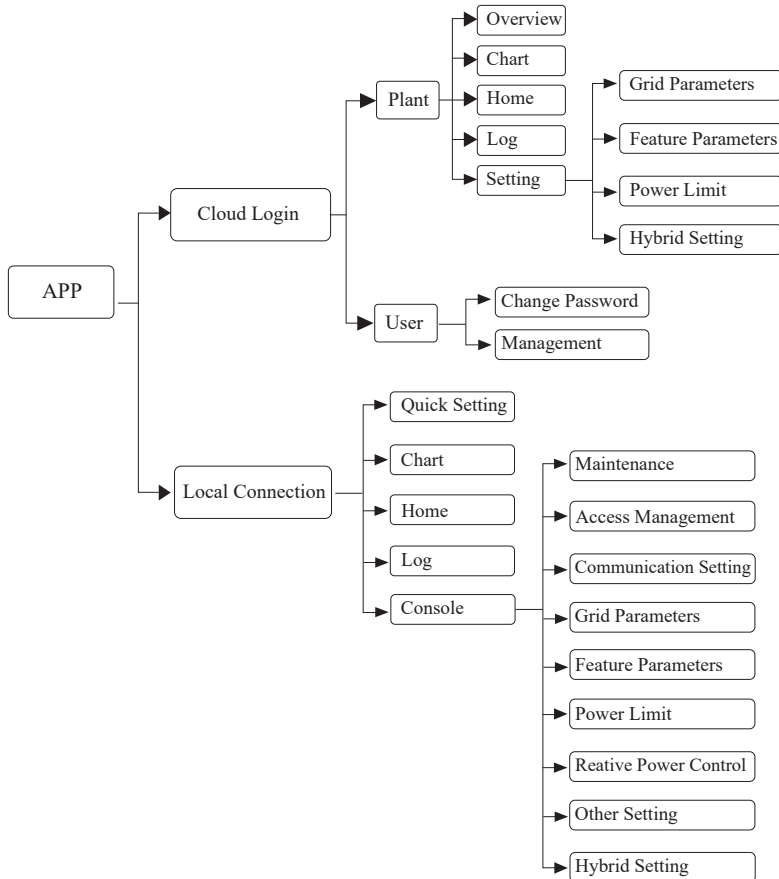 APP
Cloud Login
Plant
Overview
Chart
Home
Log
Setting
Grid Parameters
Feature Parameters
Power Limit
Hybrid Setting
User
Change Password
Management
Local Connection
Quick Setting
Chart
Home
Log
Console
Maintenance
Access Management
Communication Setting
Grid Parameters
Feature Parameters
Power Limit
Reative Power Control
Other Setting
Hybrid Setting